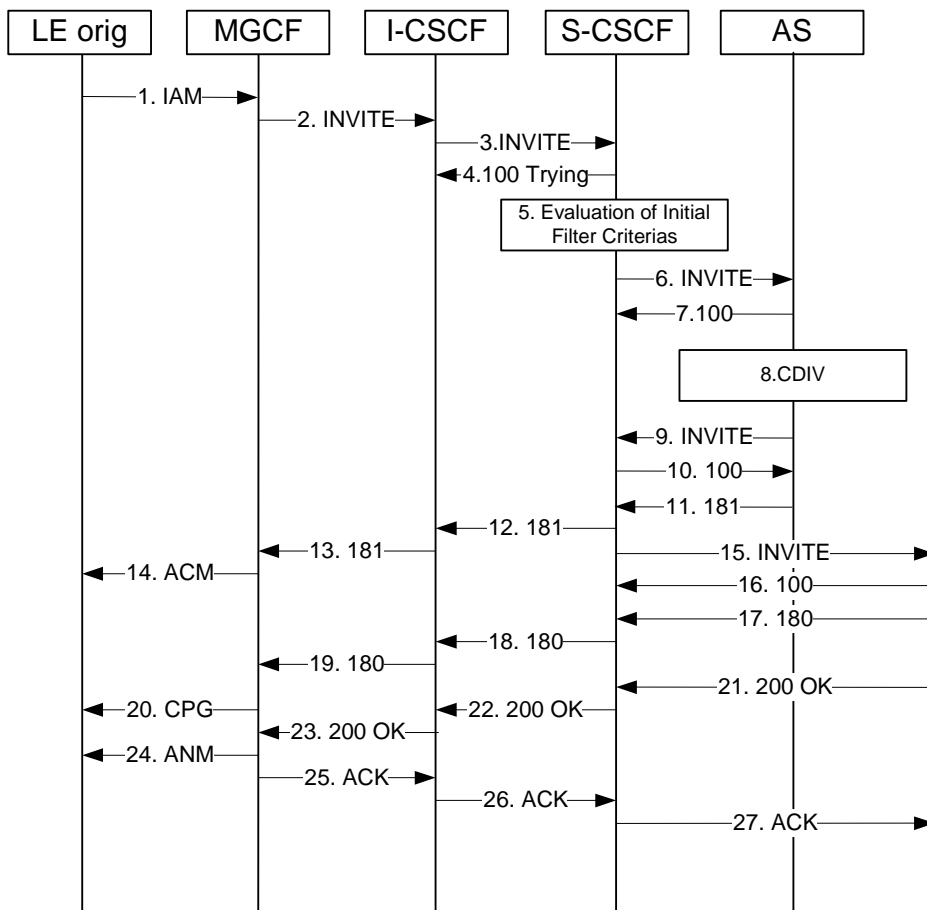 LE orig
MGCF
I-CSCF
S-CSCF
AS
1. IAM
2. INVITE
3.INVITE
4.100 Trying
5. Evaluation of Initial
Filter Criterias
6. INVITE
7.100
8.CDIV
9. INVITE
10. 100
11. 181
12. 181
13. 181
15. INVITE
14. ACM
16. 100
17. 180
18. 180
19. 180
21. 200 OK
20. CPG
22. 200 OK
23. 200 OK
24. ANM
25. ACK
26. ACK
27. ACK